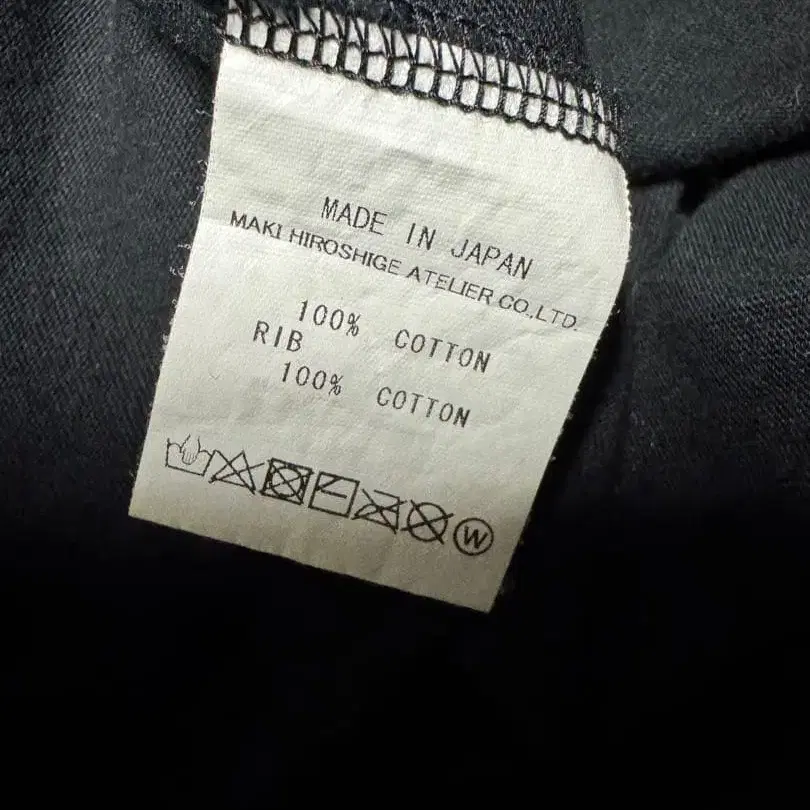 MADE IN JAPAN
MAKI HIROSHIGE ATELIER CO.,LTD.
100% COTTON
RIB
100% COTTON
W